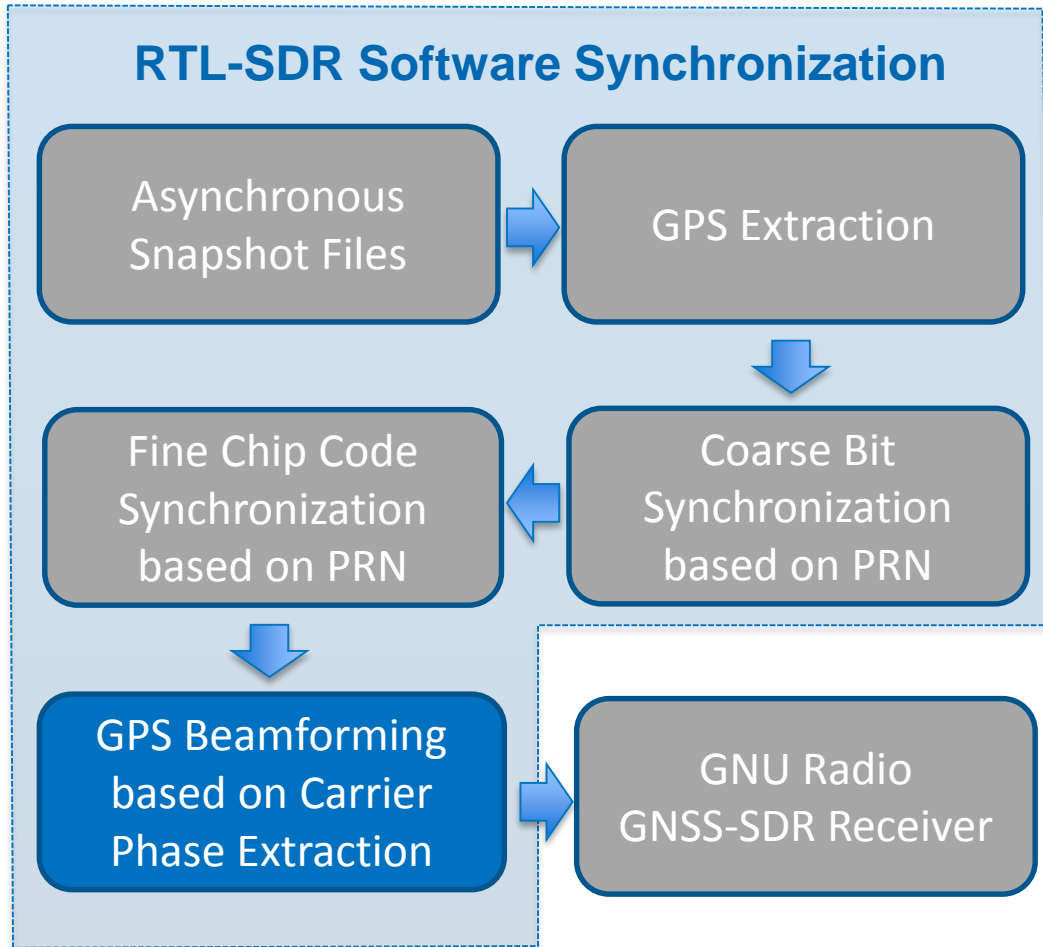 RTL-SDR Software Synchronization
Asynchronous
Snapshot Files
GPS Extraction
Coarse Bit
Synchronization
based on PRN
Fine Chip Code
Synchronization
based on PRN
GPS Beamforming
based on Carrier
Phase Extraction
GNU Radio
GNSS-SDR Receiver